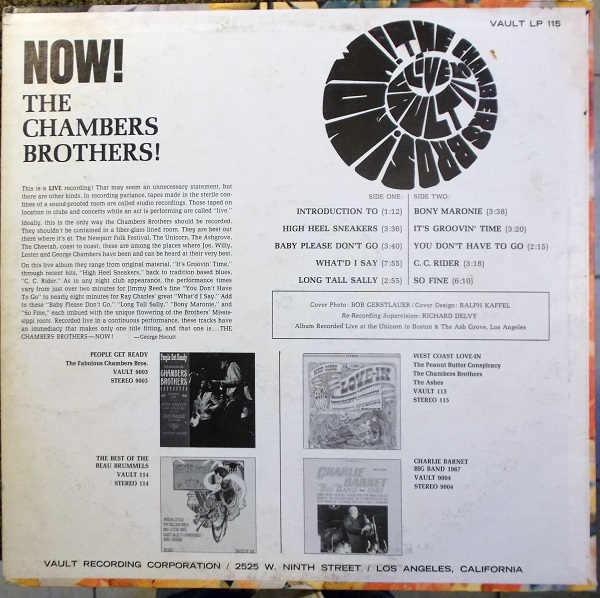 VAULT LP 115
NOW!
THE
CHAMBERS
BROTHERS!
NOW! THE CHAMBERS BROS
LIVE
VAULT
This is a LIVE recording! That may seem an unnecessary statement, but
there are other kinds. In recording parlance, tapes made in the sterile con-
fines of a sound-proofed room are called studio recordings. Those taped on
location in clubs and concerts while an act is performing are called "live."
Ideally, this is the only way the Chambers Brothers should be recorded.
They shouldn't be contained in a fiber-glass lined room. They are best out
there where it's at. The Newport Folk Festival, The Unicorn, The Ashgrove,
The Cheetah, coast to coast; these are among the places where Joe, Willy,
Lester and George Chambers have been and can be heard at their very best.
On this live album they range from original material, "It's Groovin' Time,"
through recent hits, "High Heel Sneakers," back to tradition based blues,
"C. C. Rider." As in any night club appearance, the performance times
vary from just over two minutes for Jimmy Reed's fine "You Don't Have
To Go" to nearly eight minutes for Ray Charles' great "What'd I Say." Add
to these "Baby Please Don't Go," "Long Tall Sally," "Bony Maronie," and
"So Fine," each imbued with the unique flowering of the Brothers' Missis-
sippi roots. Recorded live in a continuous performance, these tracks have
an immediacy that makes only one title fitting, and that one is . . . THE
CHAMBERS BROTHERS—NOW! —George Hocutt
SIDE ONE:
INTRODUCTION TO (1:12)
HIGH HEEL SNEAKERS (3:36)
BABY PLEASE DON'T GO (3:40)
WHAT'D I SAY (7:55)
LONG TALL SALLY (2:55)
SIDE TWO:
BONY MARONIE (3:38)
IT'S GROOVIN' TIME (3:20)
YOU DON'T HAVE TO GO (2:15)
C. C. RIDER (3:18)
SO FINE (6:10)
Cover Photo: BOB GERSTLAUER / Cover Design: RALPH KAFFEL
Re-Recording Supervision: RICHARD DELVY
Album Recorded Live at the Unicorn in Boston & The Ash Grove, Los Angeles
PEOPLE GET READY
The Fabulous Chambers Bros.
VAULT 9003
STEREO 9003
People Get Ready
CHAMBERS
BROTHERS
WEST COAST LOVE-IN
The Peanut Butter Conspiracy
The Chambers Brothers
The Ashes
VAULT 113
STEREO 113
LOVE-IN
THE BEST OF THE
BEAU BRUMMELS
VAULT 114
STEREO 114
CHARLIE BARNET
BIG BAND 1967
VAULT 9004
STEREO 9004
CHARLIE BARNET
BIG BAND
VAULT RECORDING CORPORATION / 2525 W. NINTH STREET / LOS ANGELES, CALIFORNIA